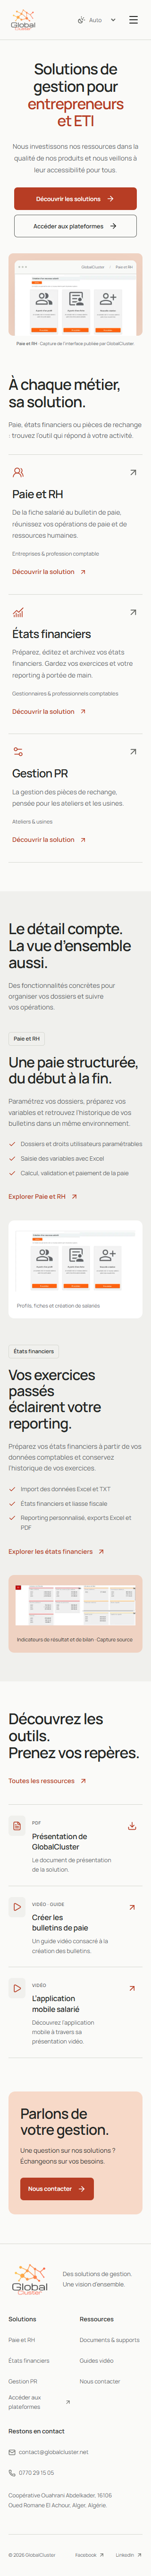 Global
Auto
Solutions de
gestion pour
entrepreneurs
et ETI
Nous investissons nos ressources dans la
qualité de nos produits et nous veillons à
leur accessibilité pour tous.
Découvrir les solutions
Accéder aux plateformes
GlobalCluster
Paie et RH
Paie et RH · Capture de l'interface publiée par GlobalCluster.
À chaque métier,
sa solution.
Paie, états financiers ou pièces de rechange
: trouvez l'outil qui répond à votre activité.
Paie et RH
De la fiche salarié au bulletin de paie,
réunissez vos opérations de paie et de
ressources humaines.
Entreprises & profession comptable
Découvrir la solution
États financiers
Préparez, éditez et archivez vos états
financiers. Gardez vos exercices et votre
reporting à portée de main.
Gestionnaires & professionnels comptables
Découvrir la solution
Gestion PR
La gestion des pièces de rechange,
pensée pour les ateliers et les usines.
Ateliers & usines
Découvrir la solution
Le détail compte.
La vue d'ensemble
aussi.
Des fonctionnalités concrètes pour
organiser vos dossiers et suivre
vos opérations.
Paie et RH
Une paie structurée,
du début à la fin.
Paramétrez vos dossiers, préparez vos
variables et retrouvez l'historique de vos
bulletins dans un même environnement.
Dossiers et droits utilisateurs paramétrables
Saisie des variables avec Excel
Calcul, validation et paiement de la paie
Explorer Paie et RH
Profils, fiches et création de salariés
États financiers
Vos exercices
passés
éclairent votre
reporting.
Préparez vos états financiers à partir de vos
données comptables et conservez
l'historique de vos exercices.
Import des données Excel et TXT
États financiers et liasse fiscale
Reporting personnalisé, exports Excel et
PDF
Explorer les états financiers
Indicateurs de résultat et de bilan · Capture source
Découvrez les
outils.
Prenez vos repères.
Toutes les ressources
PDF
Présentation de
GlobalCluster
Le document de présentation
de la solution.
VIDÉO · GUIDE
Créer les
bulletins de paie
Un guide vidéo consacré à la
création des bulletins.
VIDÉO
L'application
mobile salarié
Découvrez l'application
mobile à travers sa
présentation vidéo.
Parlons de
votre gestion.
Une question sur nos solutions ?
Échangeons sur vos besoins.
Nous contacter
Global
Des solutions de gestion.
Une vision d'ensemble.
Solutions
Ressources
Paie et RH
Documents & supports
États financiers
Guides vidéo
Gestion PR
Nous contacter
Accéder aux
plateformes
Restons en contact
contact@globalcluster.net
0770 29 15 05
Coopérative Ouahrani Abdelkader, 16106
Oued Romane El Achour, Alger, Algérie.
© 2026 GlobalCluster
Facebook
LinkedIn